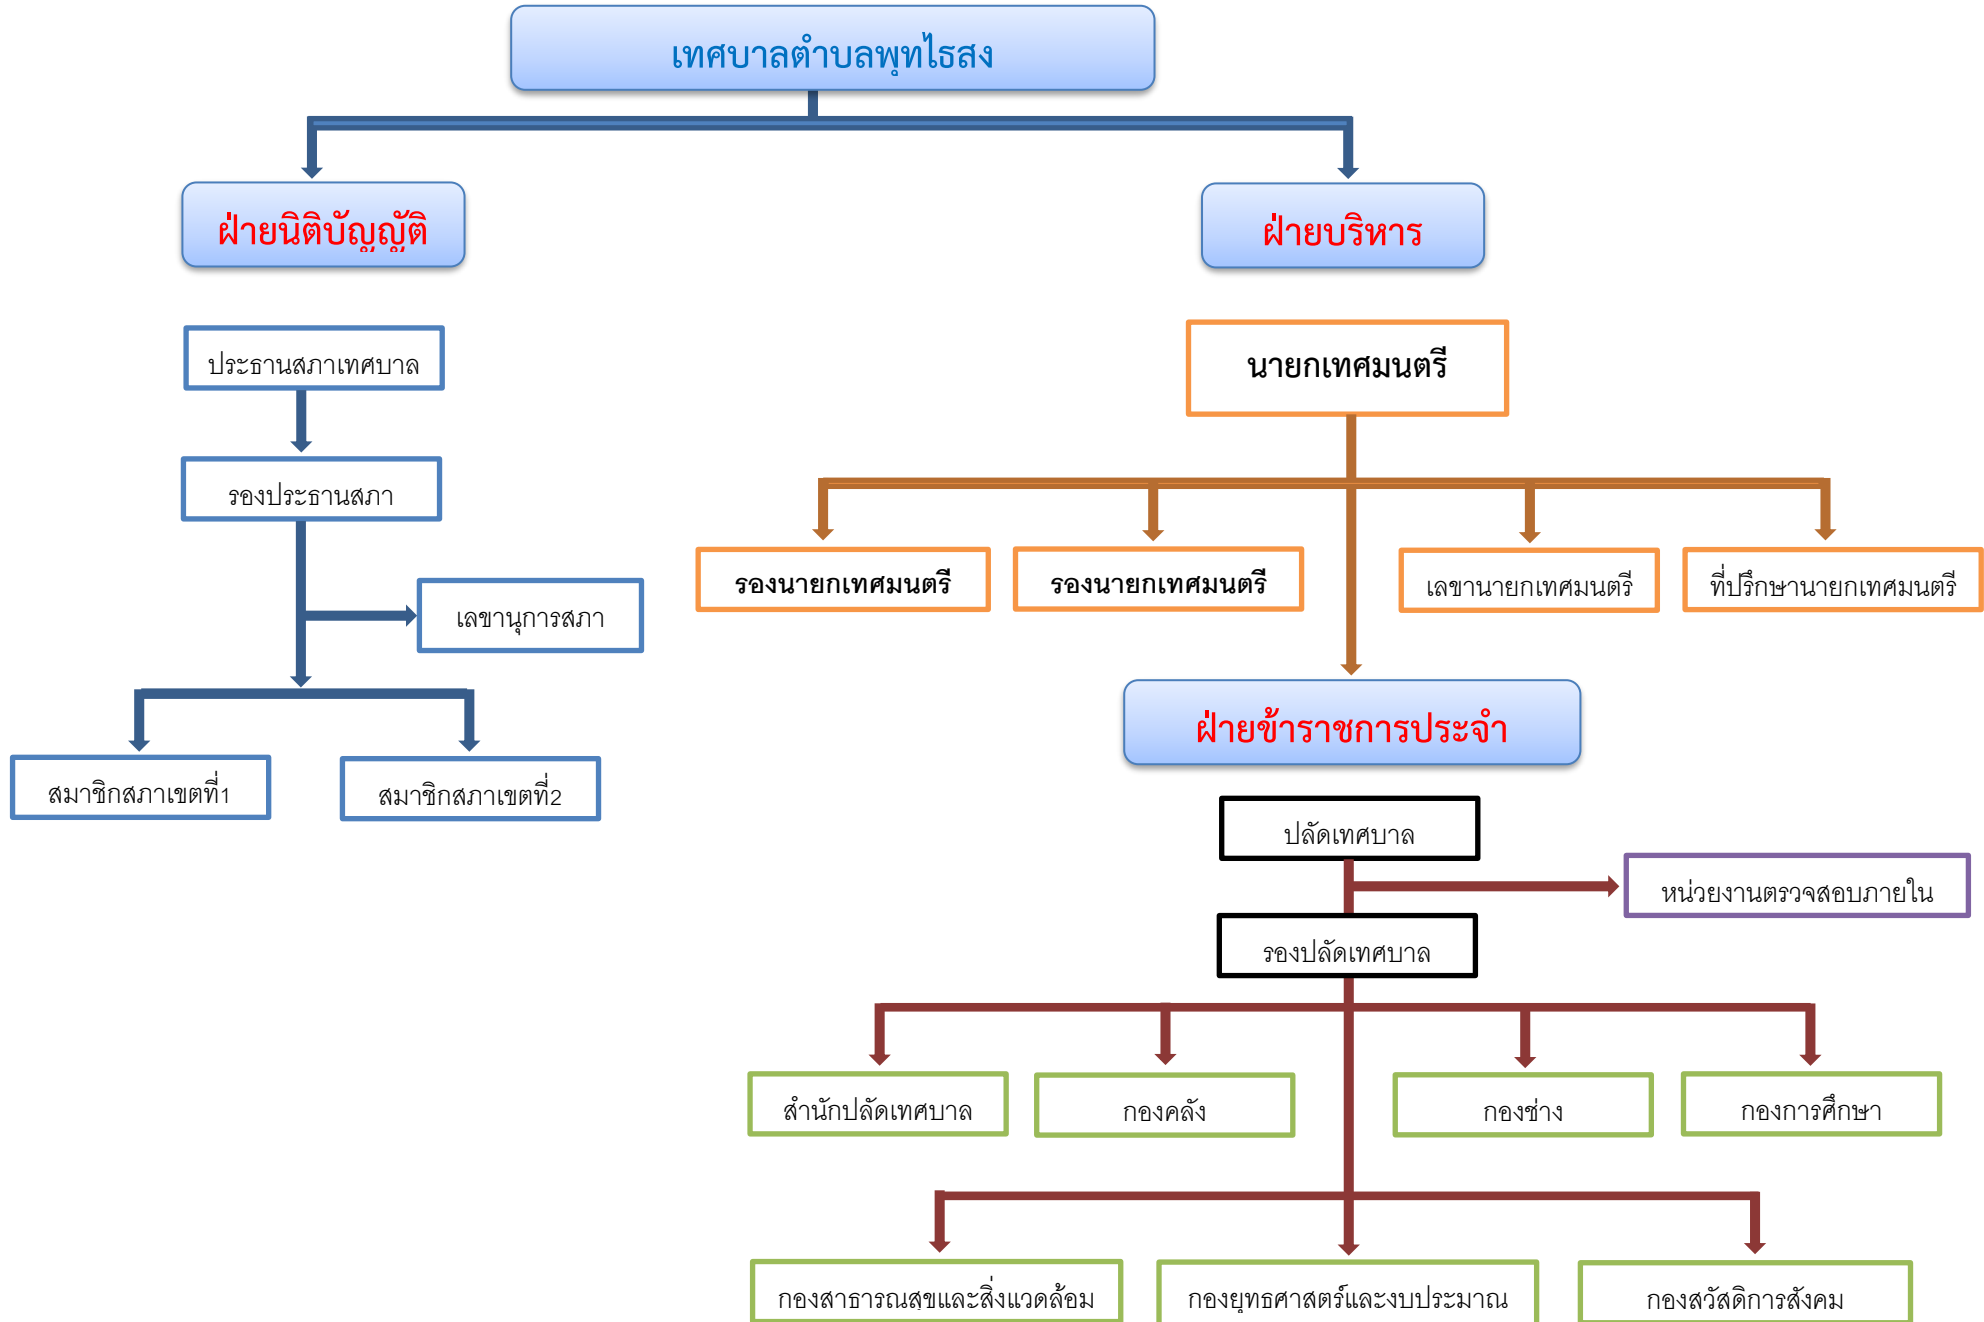 เทศบาลตำบลพุทไธสง
ฝ่ายนิติบัญญัติ
ฝ่ายบริหาร
ประธานสภาเทศบาล
นายกเทศมนตรี
รองประธานสภา
รองนายกเทศมนตรี
รองนายกเทศมนตรี
เลขานายกเทศมนตรี
ที่ปรึกษานายกเทศมนตรี
เลขานุการสภา
ฝ่ายข้าราชการประจำ
สมาชิกสภาเขตที่1
สมาชิกสภาเขตที่2
ปลัดเทศบาล
หน่วยงานตรวจสอบภายใน
รองปลัดเทศบาล
สำนักปลัดเทศบาล
กองคลัง
กองช่าง
กองการศึกษา
กองสาธารณสุขและสิ่งแวดล้อม
กองยุทธศาสตร์และงบประมาณ
กองสวัสดิการสังคม